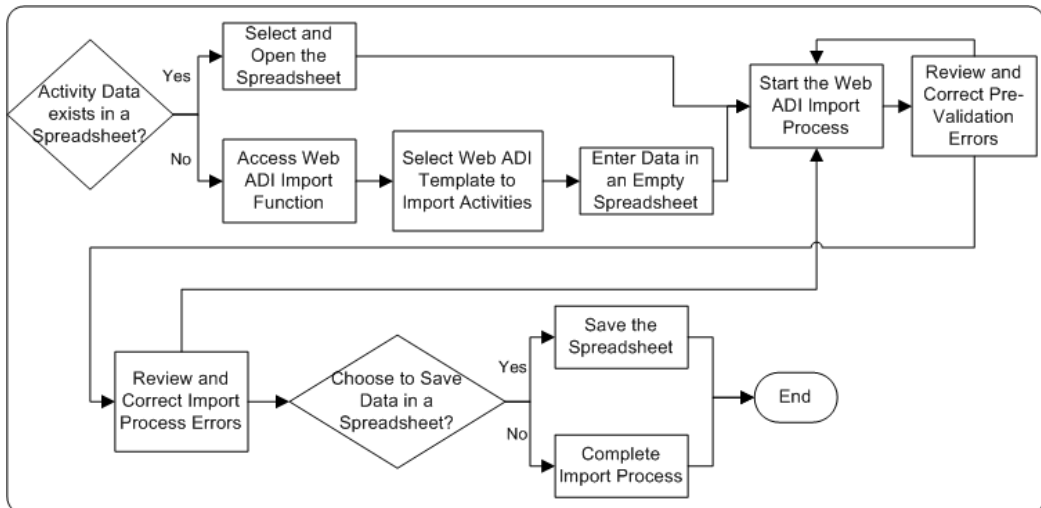 Activity Data
exists in a
Spreadsheet?
Yes
No
Select and
Open the
Spreadsheet
Access Web
ADI Import
Function
Select Web ADI
Template to
Import Activities
Enter Data in
an Empty
Spreadsheet
Start the Web
ADI Import
Process
Review and
Correct Pre-
Validation
Errors
Review and
Correct Import
Process Errors
Choose to Save
Data in a
Spreadsheet?
Yes
No
Save the
Spreadsheet
Complete
Import Process
End